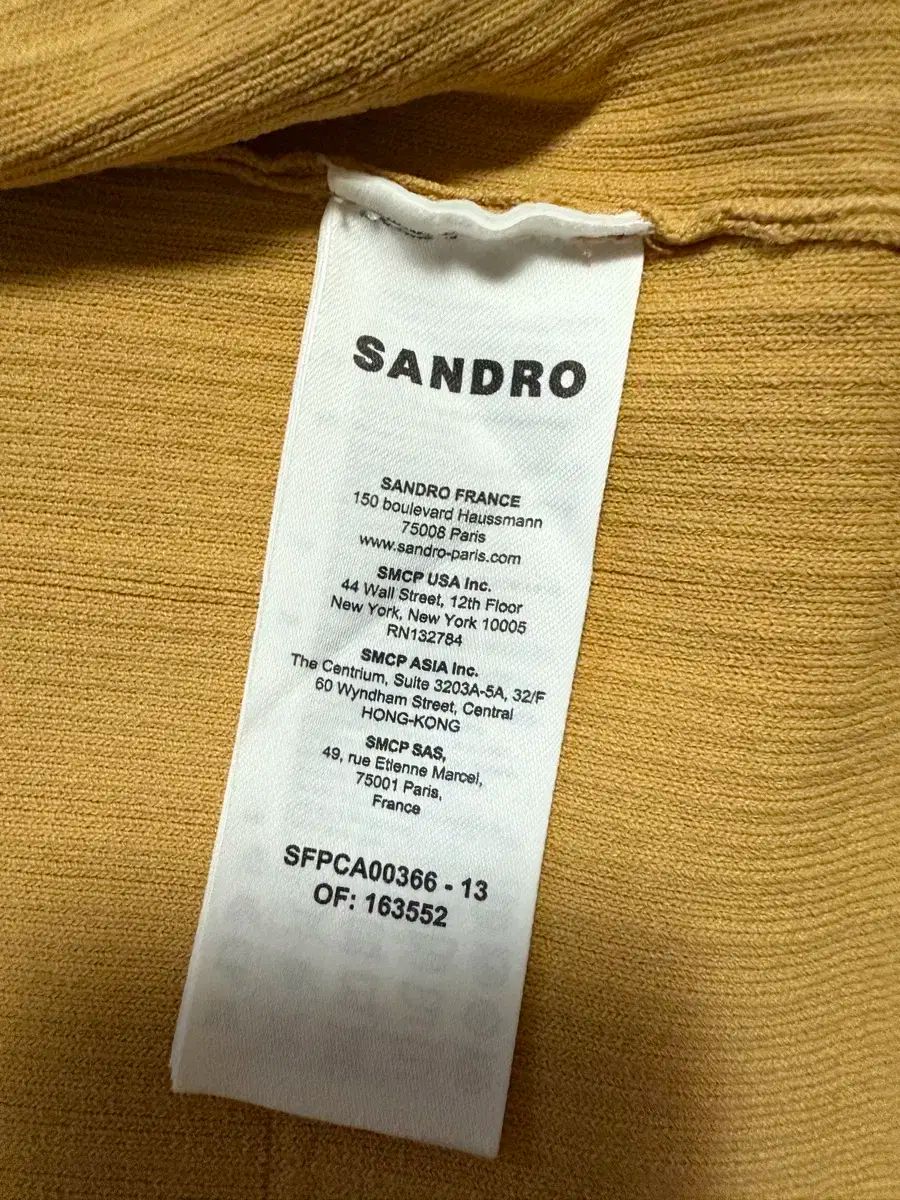 SANDRO
SANDRO FRANCE
150 boulevard Haussmann
75008 Paris
www.sandro-paris.com
SMCP USA Inc.
44 Wall Street, 12th Floor
New York, New York 10005
RN132784
SMCP ASIA Inc.
The Centrium, Suite 3203A-5A, 32/F
60 Wyndham Street, Central
HONG-KONG
SMCP SAS,
49, rue Etienne Marcel,
75001 Paris,
France
SFPCA00366 - 13
OF: 163552